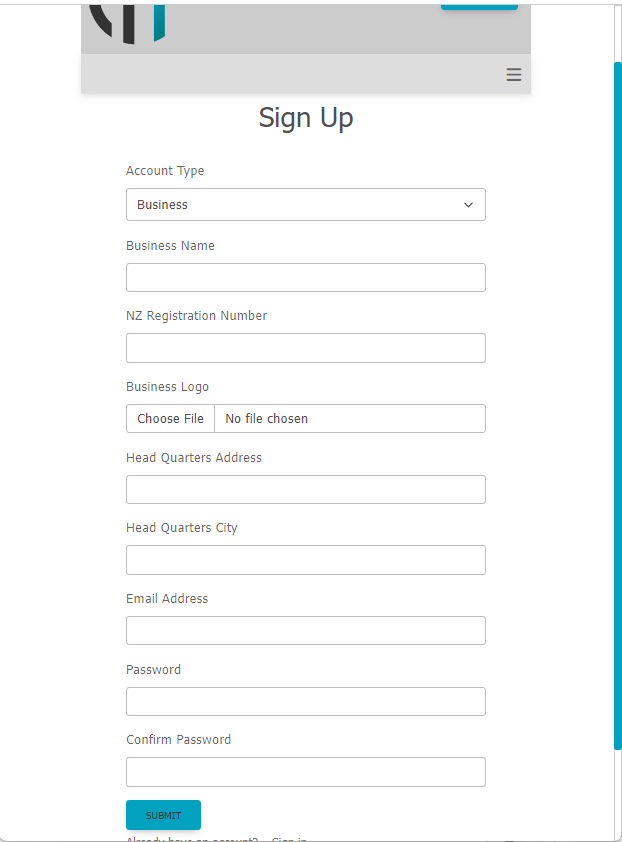 Sign Up
Account Type
Business
Business Name
NZ Registration Number
Business Logo
Choose File No file chosen
Head Quarters Address
Head Quarters City
Email Address
Password
Confirm Password
SUBMIT
Already have an account? Sign in